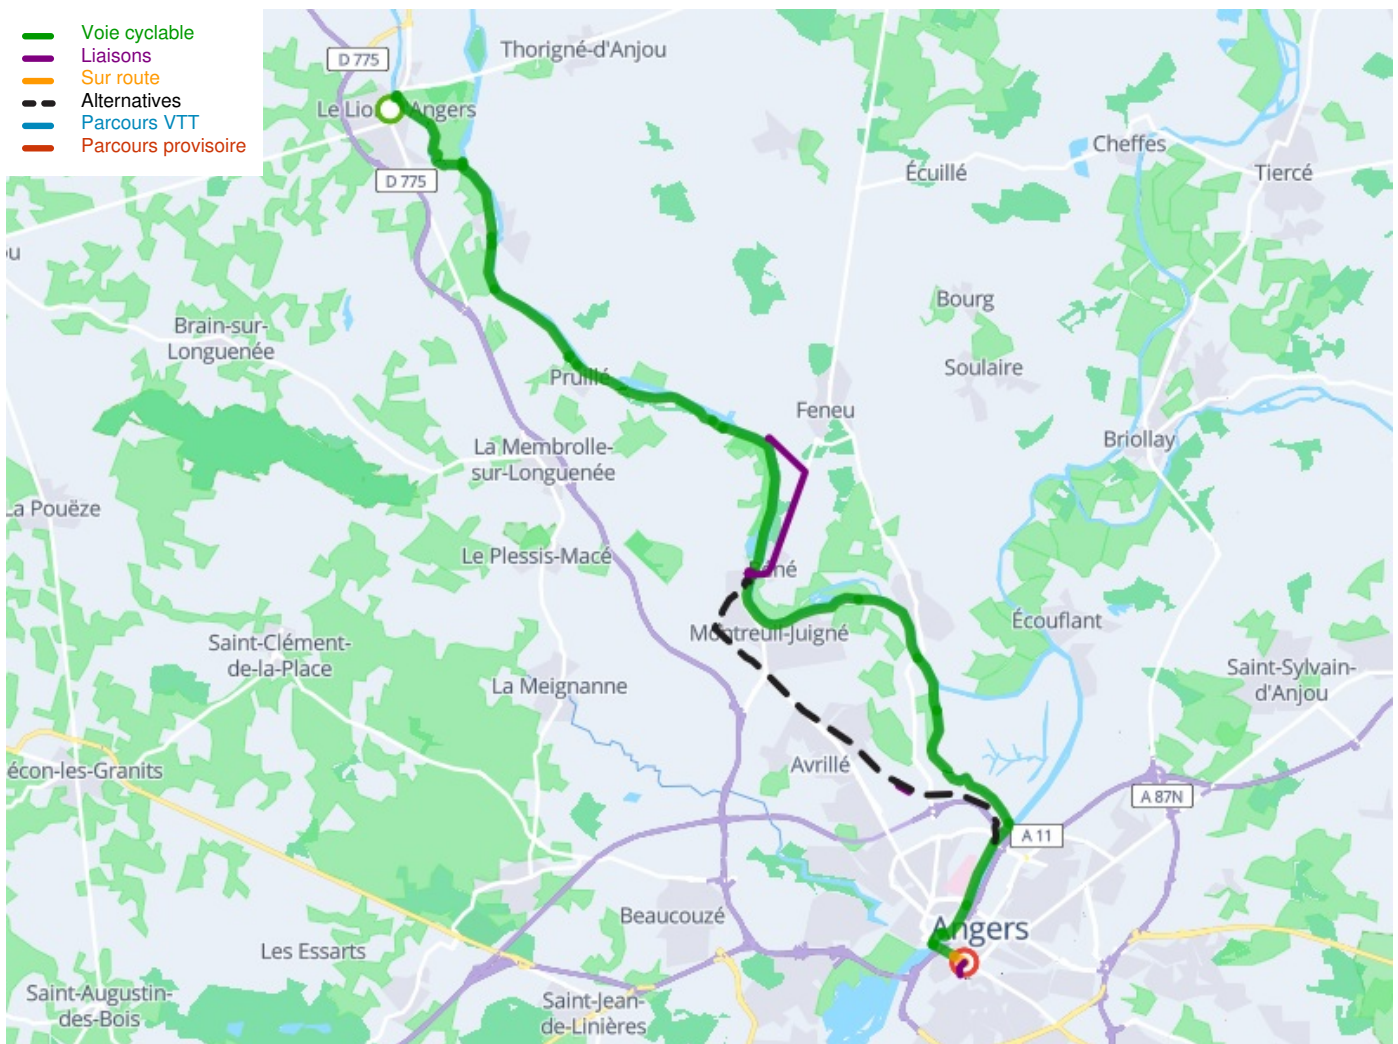 Voie cyclable
Liaisons
Sur route
Alternatives
Parcours VTT
Parcours provisoire
D 775
Thorigné-d'Anjou
Le Lio Angers
D 775
Cheffes
Écuillé
Tiercé
Bourg
Brain-sur-
Longuenée
Soulaire
Pruillé
Feneu
Briollay
La Membrolle-
sur-Longuenée
La Pouëze
Le Plessis-Macé
né
Écouflant
Montreuil-Juigné
Saint-Clément-
de-la-Place
Saint-Sylvain-
d'Anjou
La Meignanne
Avrillé
écon-les-Granits
A 87N
A 11
Beaucouzé
Angers
Les Essarts
Saint-Augustin-
des-Bois
Saint-Jean-
de-Linières